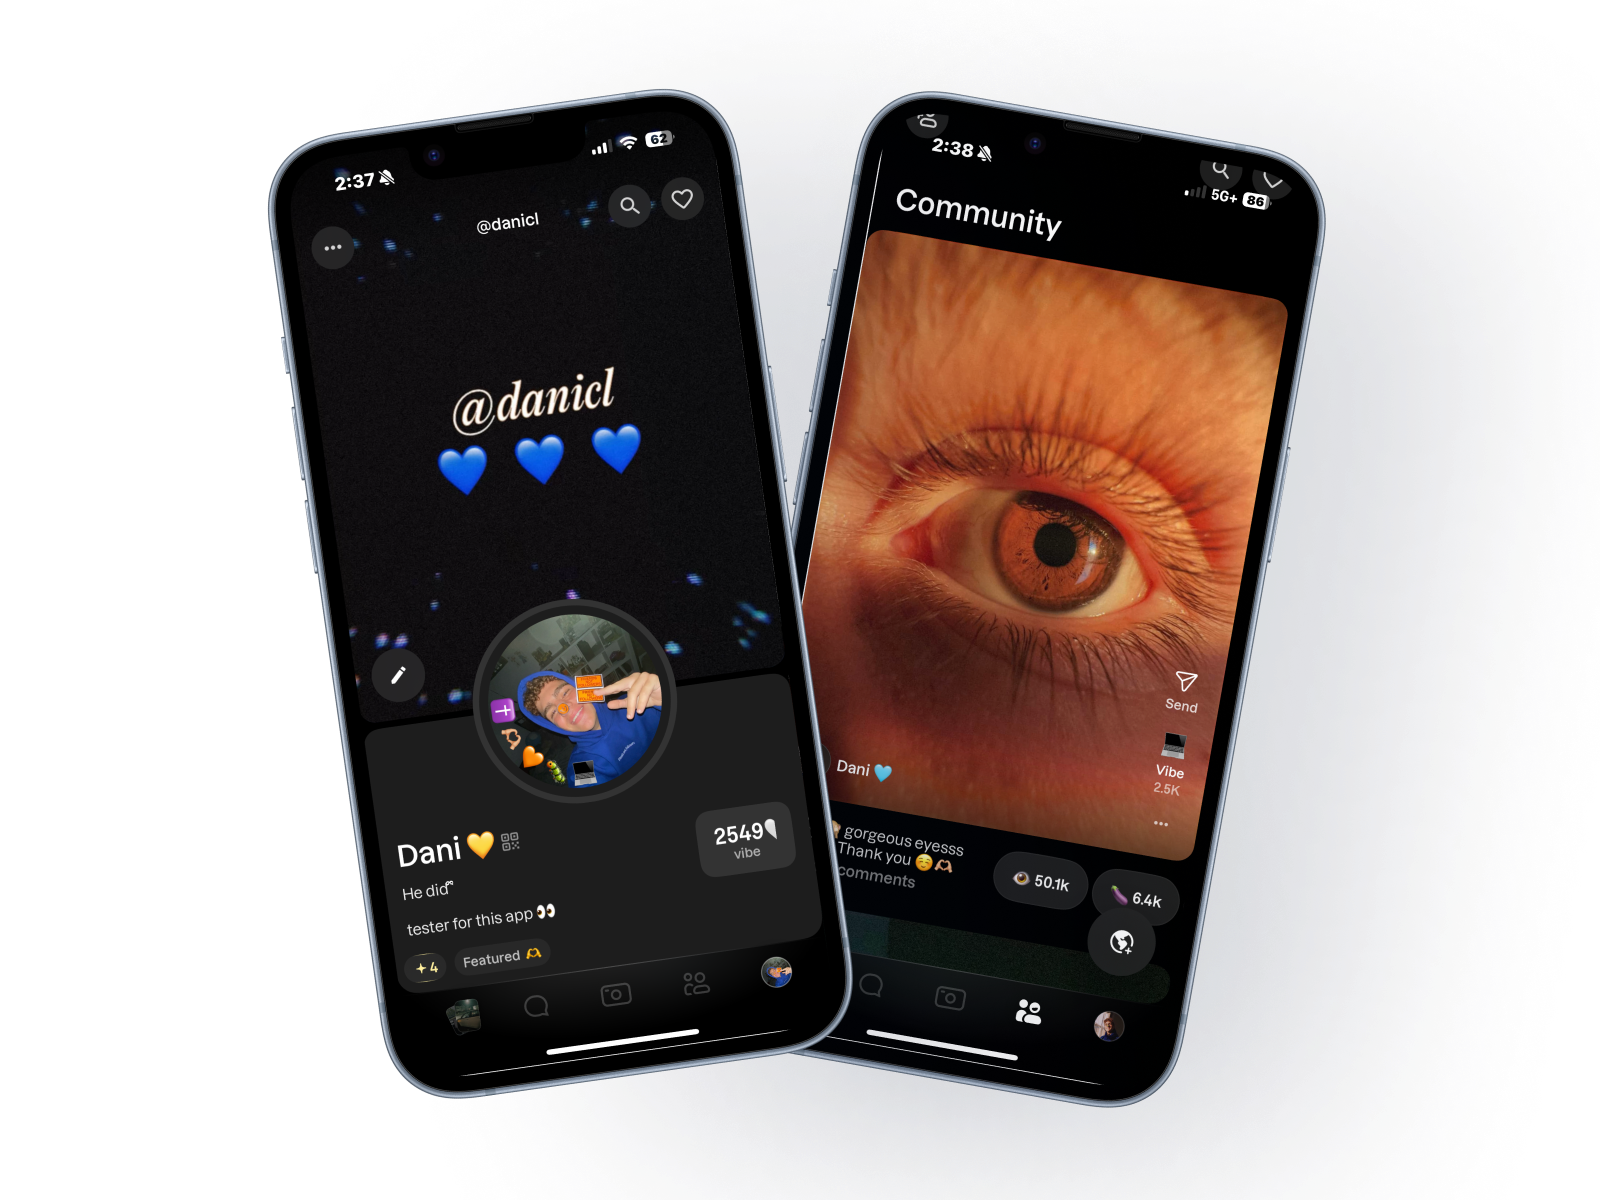 2:37
62
@danicl
@danicl
Dani
2549
vibe
He did
tester for this app
4
Featured
2:38
5G+ 86
Community
Send
Vibe
2.5K
Dani
gorgeous eyesss
Thank you
comments
50.1k
6.4k